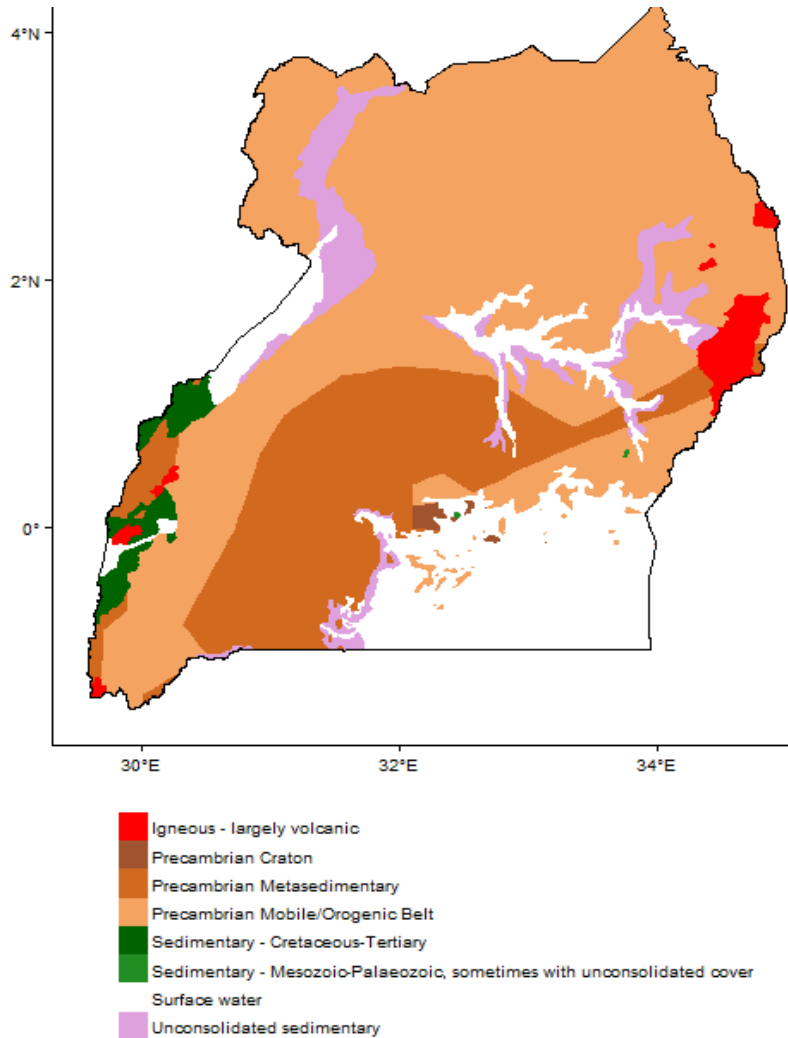 4°N
2°N
0°
30°E
32°E
34°E
Igneous - largely volcanic
Precambrian Craton
Precambrian Metasedimentary
Precambrian Mobile/Orogenic Belt
Sedimentary - Cretaceous-Tertiary
Sedimentary - Mesozoic-Palaeozoic, sometimes with unconsolidated cover
Surface water
Unconsolidated sedimentary